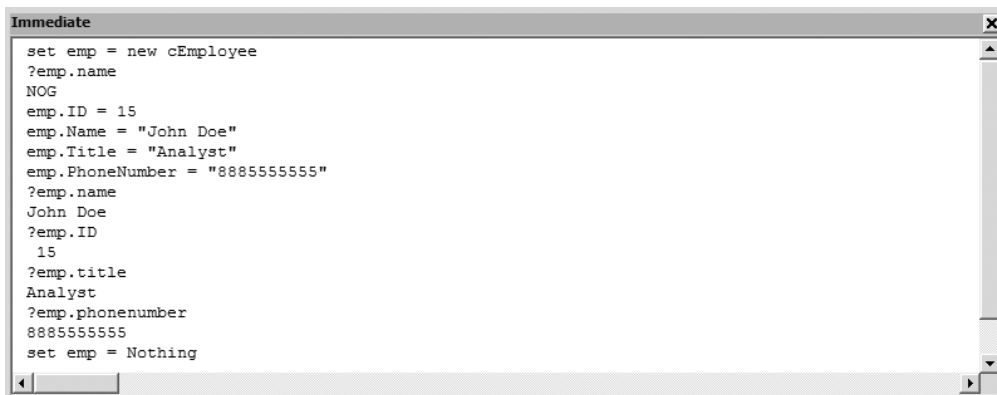 Immediate
set emp = new cEmployee
?emp.name
NOG
emp.ID = 15
emp.Name = "John Doe"
emp.Title = "Analyst"
emp.PhoneNumber = "8885555555"
?emp.name
John Doe
?emp.ID
 15
?emp.title
Analyst
?emp.phonenumber
8885555555
set emp = Nothing